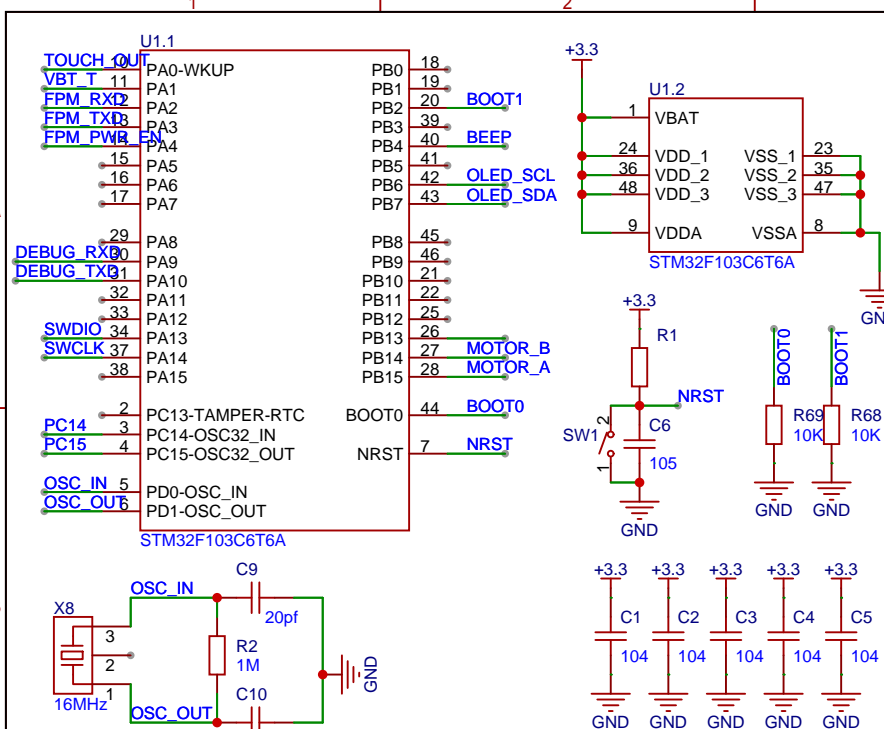 1
2
U1.1
TOUCH_OUT 10 PA0-WKUP
VBT_T 11 PA1
FPM_RXD 12 PA2
FPM_TXD 13 PA3
FPM_PWR_EN 14 PA4
15 PA5
16 PA6
17 PA7
29 PA8
DEBUG_RXD 30 PA9
DEBUG_TXD 31 PA10
32 PA11
33 PA12
SWDIO 34 PA13
SWCLK 37 PA14
38 PA15
2 PC13-TAMPER-RTC
PC14 3 PC14-OSC32_IN
PC15 4 PC15-OSC32_OUT
OSC_IN 5 PD0-OSC_IN
OSC_OUT 6 PD1-OSC_OUT
PB0 18
PB1 19
PB2 20 BOOT1
PB3 39
PB4 40 BEEP
PB5 41
PB6 42 OLED_SCL
PB7 43 OLED_SDA
PB8 45
PB9 46
PB10 21
PB11 22
PB12 25
PB13 26
PB14 27 MOTOR_B
PB15 28 MOTOR_A
BOOT0 44 BOOT0
NRST 7 NRST
STM32F103C6T6A
+3.3
U1.2
1 VBAT
24 VDD_1 VSS_1 23
36 VDD_2 VSS_2 35
48 VDD_3 VSS_3 47
9 VDDA VSSA 8
STM32F103C6T6A
GN
+3.3
R1
NRST
SW1
2
1
C6
105
GND
BOOT0
R69
10K
GND
BOOT1
R68
10K
GND
X8
3
2
1
16MHz
OSC_IN
C9
20pf
R2
1M
C10
OSC_OUT
GND
+3.3 +3.3 +3.3 +3.3 +3.3
C1 C2 C3 C4 C5
104 104 104 104 104
GND GND GND GND GND